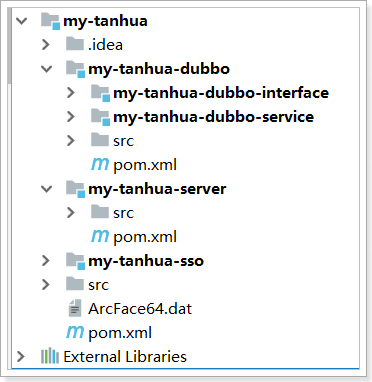 my-tanhua
.idea
my-tanhua-dubbo
my-tanhua-dubbo-interface
my-tanhua-dubbo-service
src
m pom.xml
my-tanhua-server
src
m pom.xml
my-tanhua-sso
src
ArcFace64.dat
m pom.xml
External Libraries